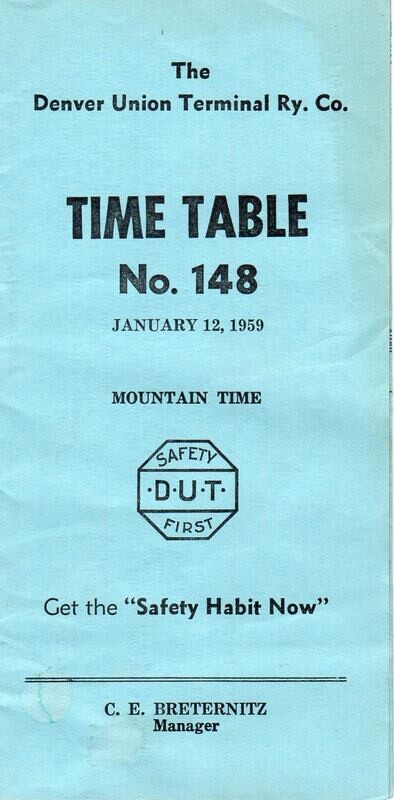 The
Denver Union Terminal Ry. Co.
TIME TABLE
No. 148
JANUARY 12, 1959
MOUNTAIN TIME
SAFETY
·D·U·T·
FIRST
Get the "Safety Habit Now"
C. E. BRETERNITZ
Manager